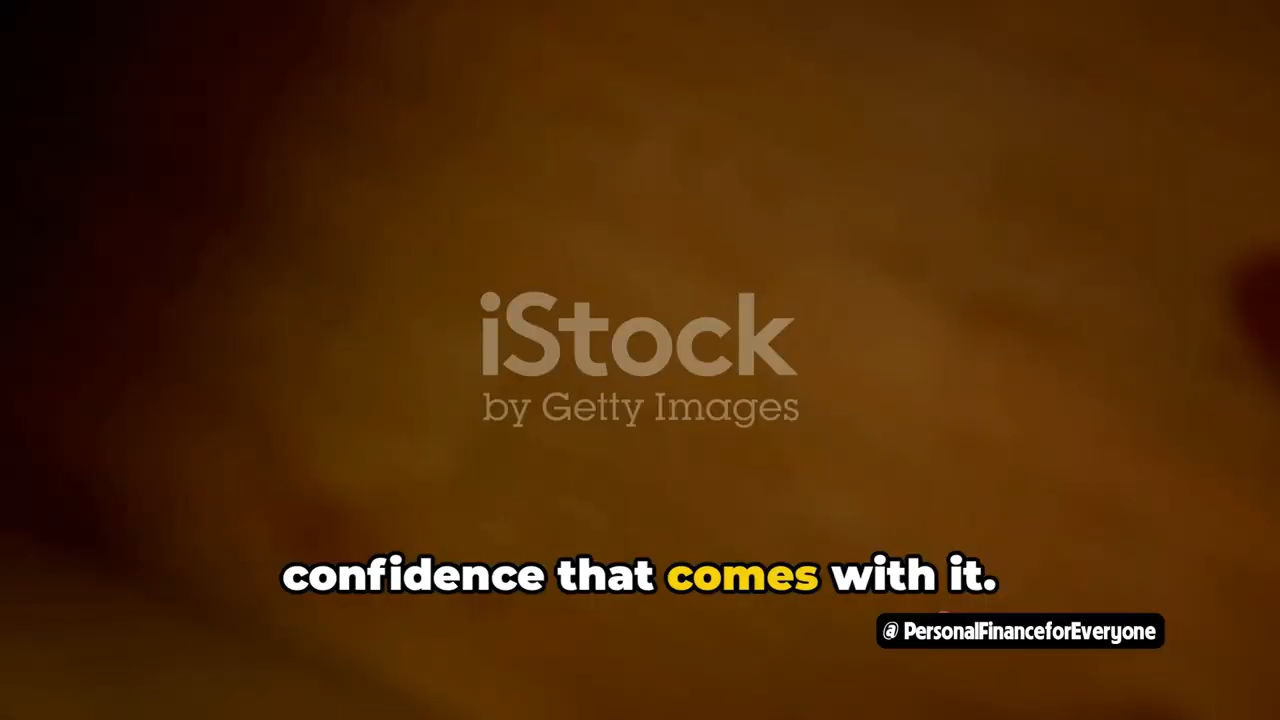 iStock
by Getty Images
confidence that comes with it.
@ PersonalFinanceforEveryone